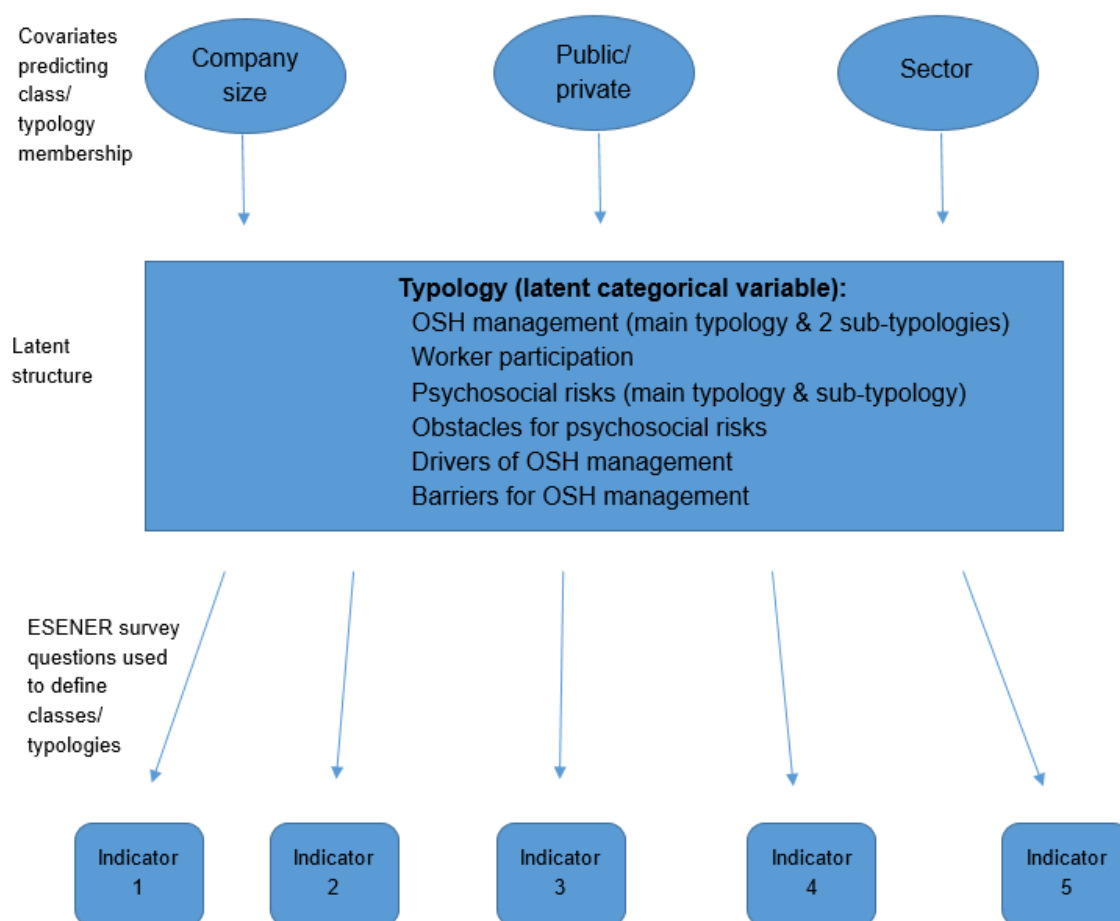 Covariates
predicting
class/
typology
membership
Company
size
Public/
private
Sector
Latent
structure
Typology (latent categorical variable):
OSH management (main typology & 2 sub-typologies)
Worker participation
Psychosocial risks (main typology & sub-typology)
Obstacles for psychosocial risks
Drivers of OSH management
Barriers for OSH management
ESENER survey
questions used
to define
classes/
typologies
Indicator
1
Indicator
2
Indicator
3
Indicator
4
Indicator
5